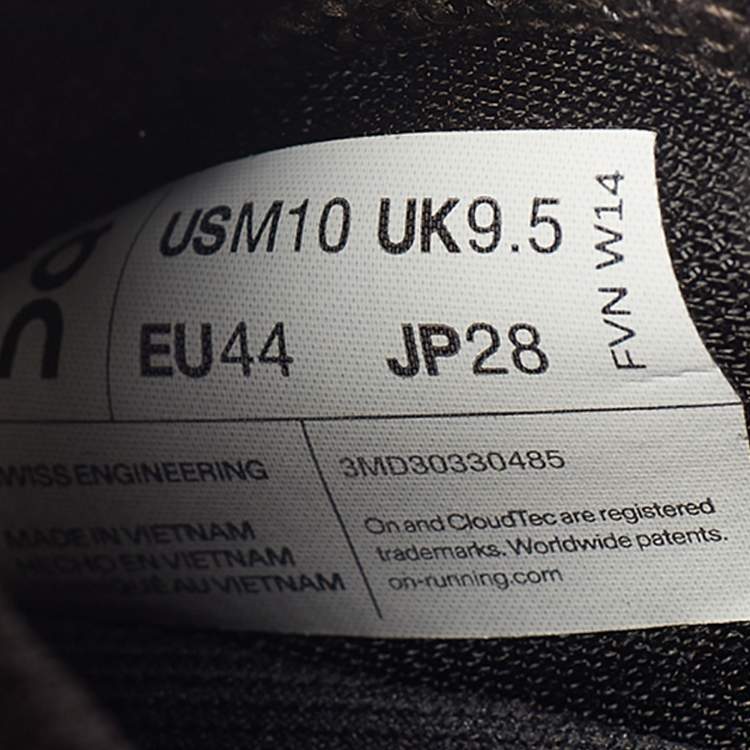 on
USM10 UK9.5
EU44 JP28
FVN W14
WISS ENGINEERING
3MD30330485
MADE IN VIETNAM
HECHO EN VIETNAM
AU VIETNAM
On and CloudTec are registered
trademarks. Worldwide patents.
on-running.com